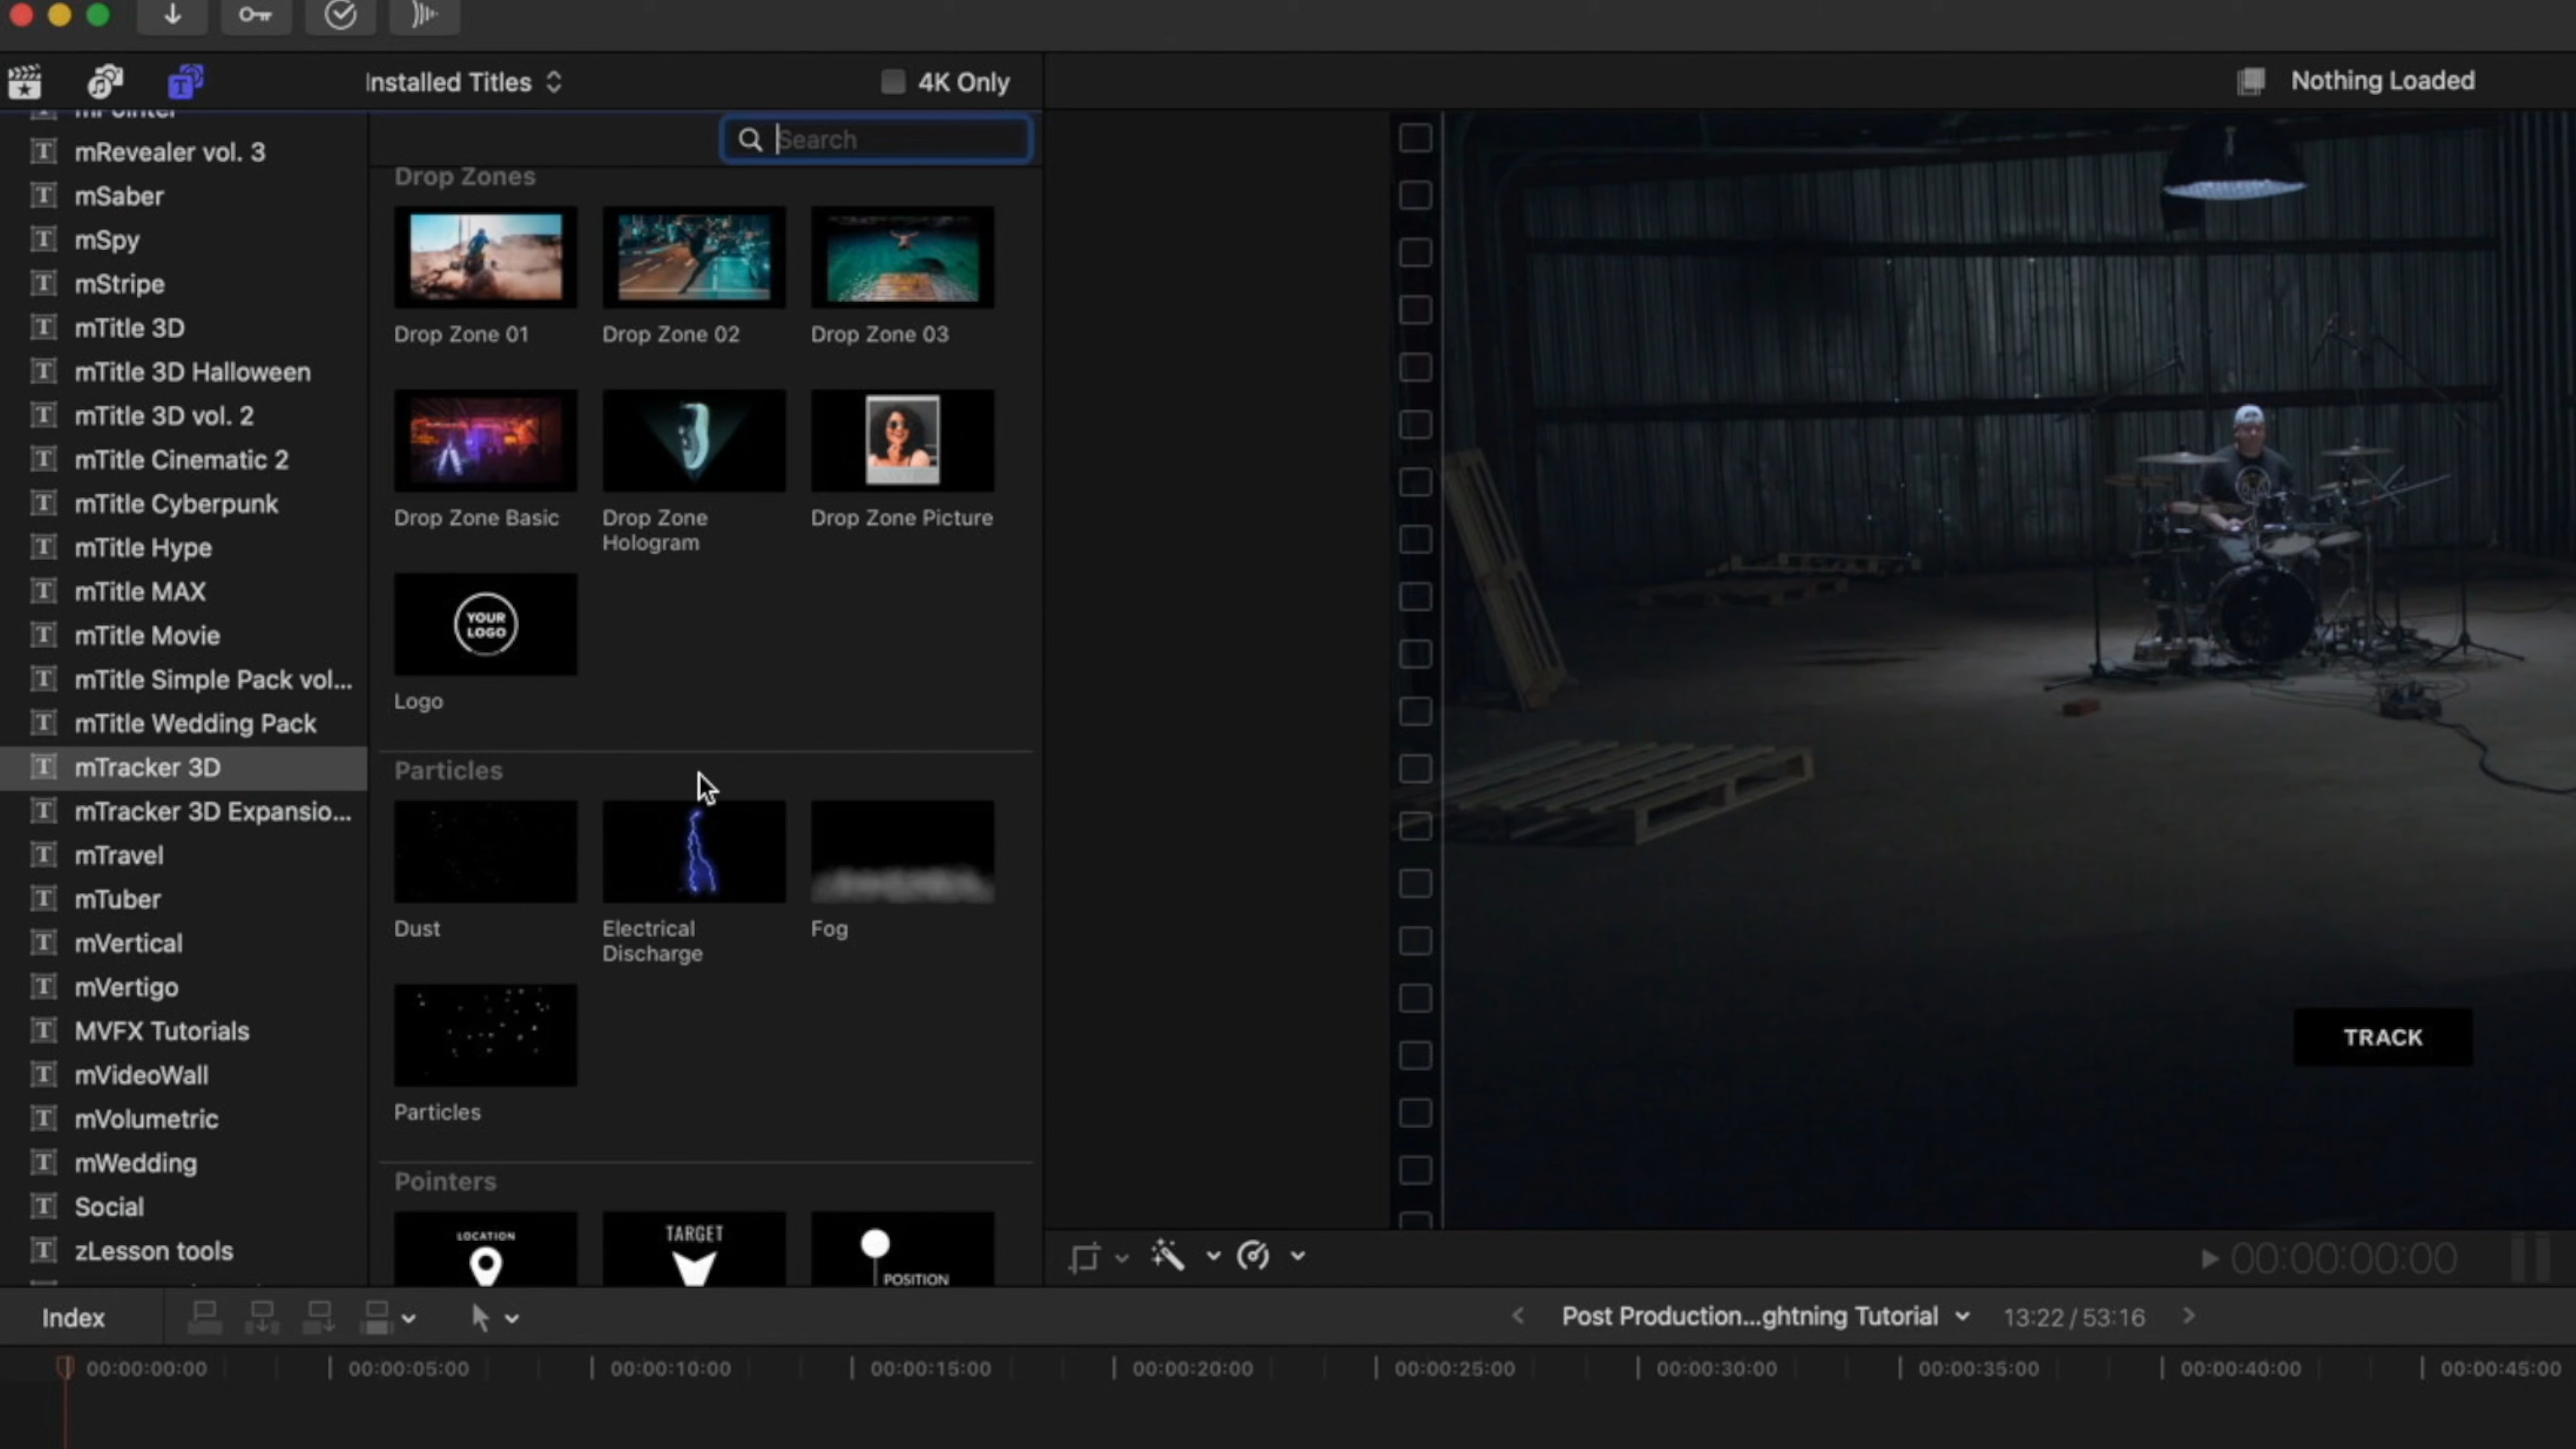 Installed Titles
4K Only
Nothing Loaded
Search
mPointer
mRevealer vol. 3
mSaber
mSpy
mStripe
mTitle 3D
mTitle 3D Halloween
mTitle 3D vol. 2
mTitle Cinematic 2
mTitle Cyberpunk
mTitle Hype
mTitle MAX
mTitle Movie
mTitle Simple Pack vol...
mTitle Wedding Pack
mTracker 3D
mTracker 3D Expansio...
mTravel
mTuber
mVertical
mVertigo
MVFX Tutorials
mVideoWall
mVolumetric
mWedding
Social
zLesson tools
Drop Zones
Drop Zone 01
Drop Zone 02
Drop Zone 03
Drop Zone Basic
Drop Zone
Hologram
Drop Zone Picture
YOUR
LOGO
Logo
Particles
Dust
Electrical
Discharge
Fog
Particles
Pointers
LOCATION
TARGET
POSITION
TRACK
00:00:00:00
Index
Post Production...ghtning Tutorial
13:22 / 53:16
00:00:00:00
00:00:05:00
00:00:10:00
00:00:15:00
00:00:20:00
00:00:25:00
00:00:30:00
00:00:35:00
00:00:40:00
00:00:45:00